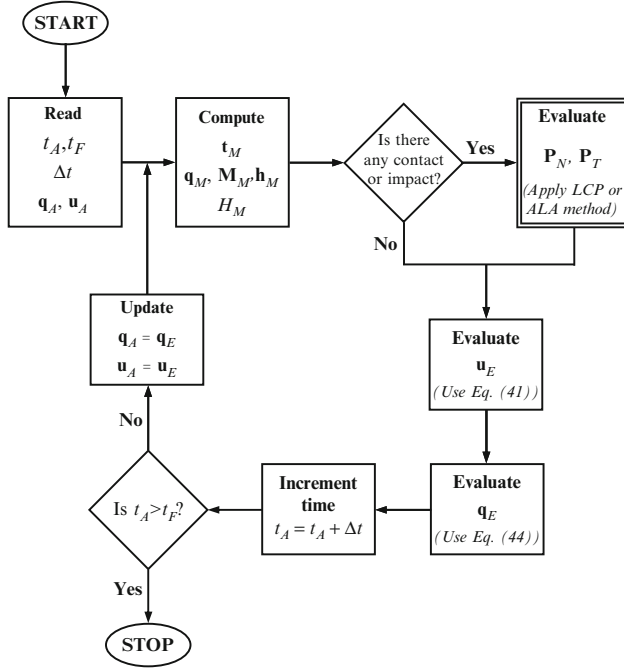 START
Read
t_A, t_F
Δt
q_A, u_A
Compute
t_M
q_M, M_M, h_M
H_M
Is there
any contact
or impact?
Yes
No
Evaluate
P_N, P_T
(Apply LCP or
ALA method)
Update
q_A = q_E
u_A = u_E
Evaluate
u_E
(Use Eq. (41))
No
Is t_A > t_F?
Increment
time
t_A = t_A + Δt
Evaluate
q_E
(Use Eq. (44))
Yes
STOP